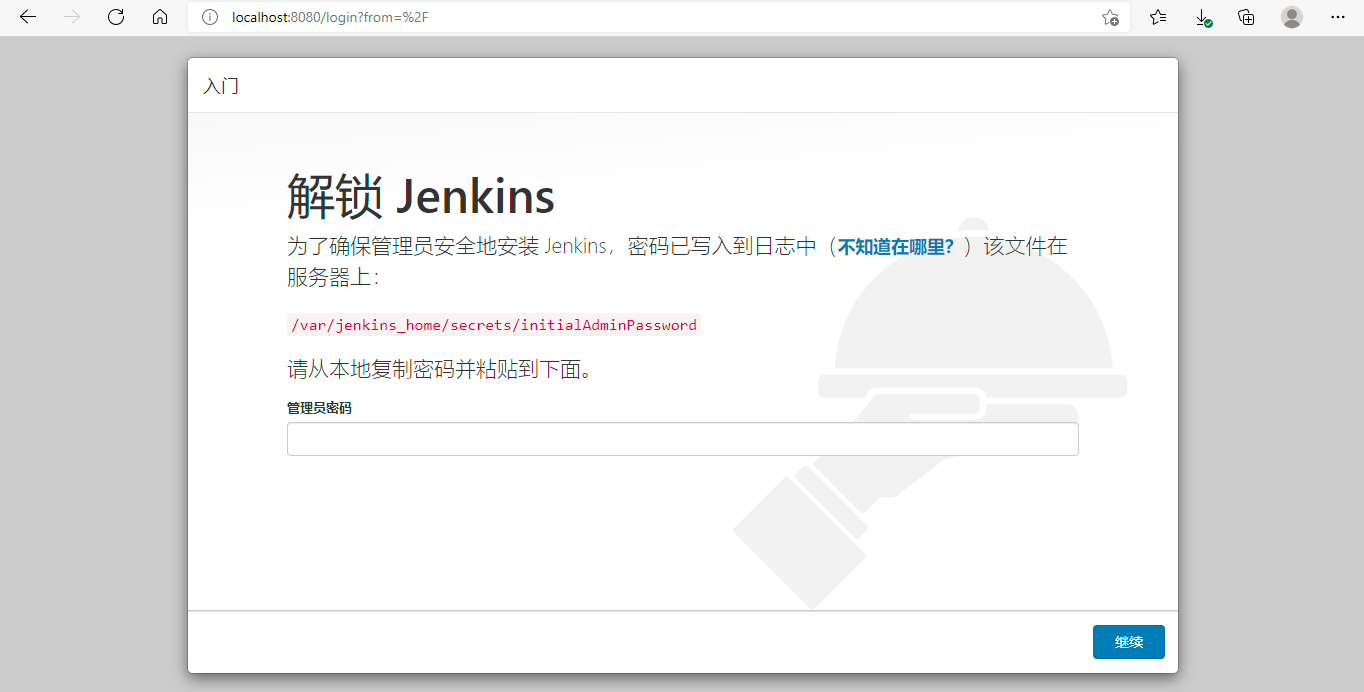 localhost:8080/login?from=%2F
入门
解锁 Jenkins
为了确保管理员安全地安装 Jenkins，密码已写入到日志中（不知道在哪里？）该文件在
服务器上：
/var/jenkins_home/secrets/initialAdminPassword
请从本地复制密码并粘贴到下面。
管理员密码
继续